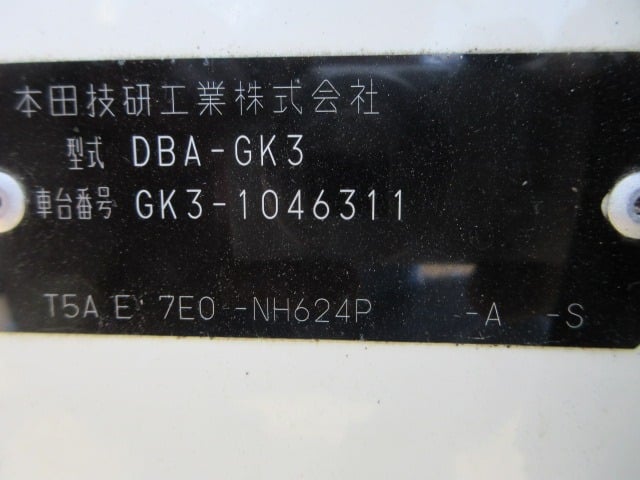 本田技研工業株式会社
型式 DBA-GK3
車台番号 GK3-1046311
T5A E 7E0 -NH624P -A -S